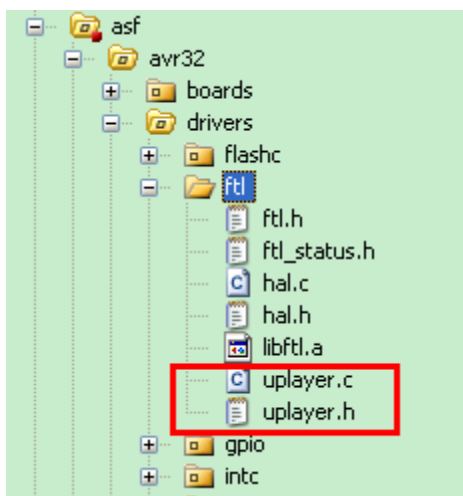 asf
avr32
boards
drivers
flashc
ftl
ftl.h
ftl_status.h
hal.c
hal.h
libftl.a
uplayer.c
uplayer.h
gpio
intc